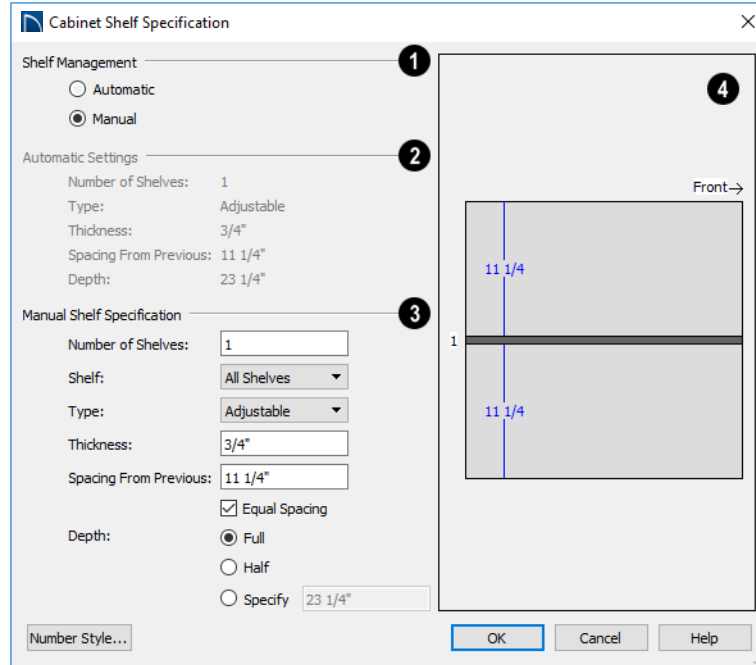 Cabinet Shelf Specification
Shelf Management
1
Automatic
Manual
Automatic Settings
2
Number of Shelves: 1
Type: Adjustable
Thickness: 3/4"
Spacing From Previous: 11 1/4"
Depth: 23 1/4"
Manual Shelf Specification
3
Number of Shelves: 1
Shelf: All Shelves
Type: Adjustable
Thickness: 3/4"
Spacing From Previous: 11 1/4"
Equal Spacing
Depth: Full
Half
Specify 23 1/4"
4
Front→
11 1/4
1
11 1/4
Number Style...
OK
Cancel
Help